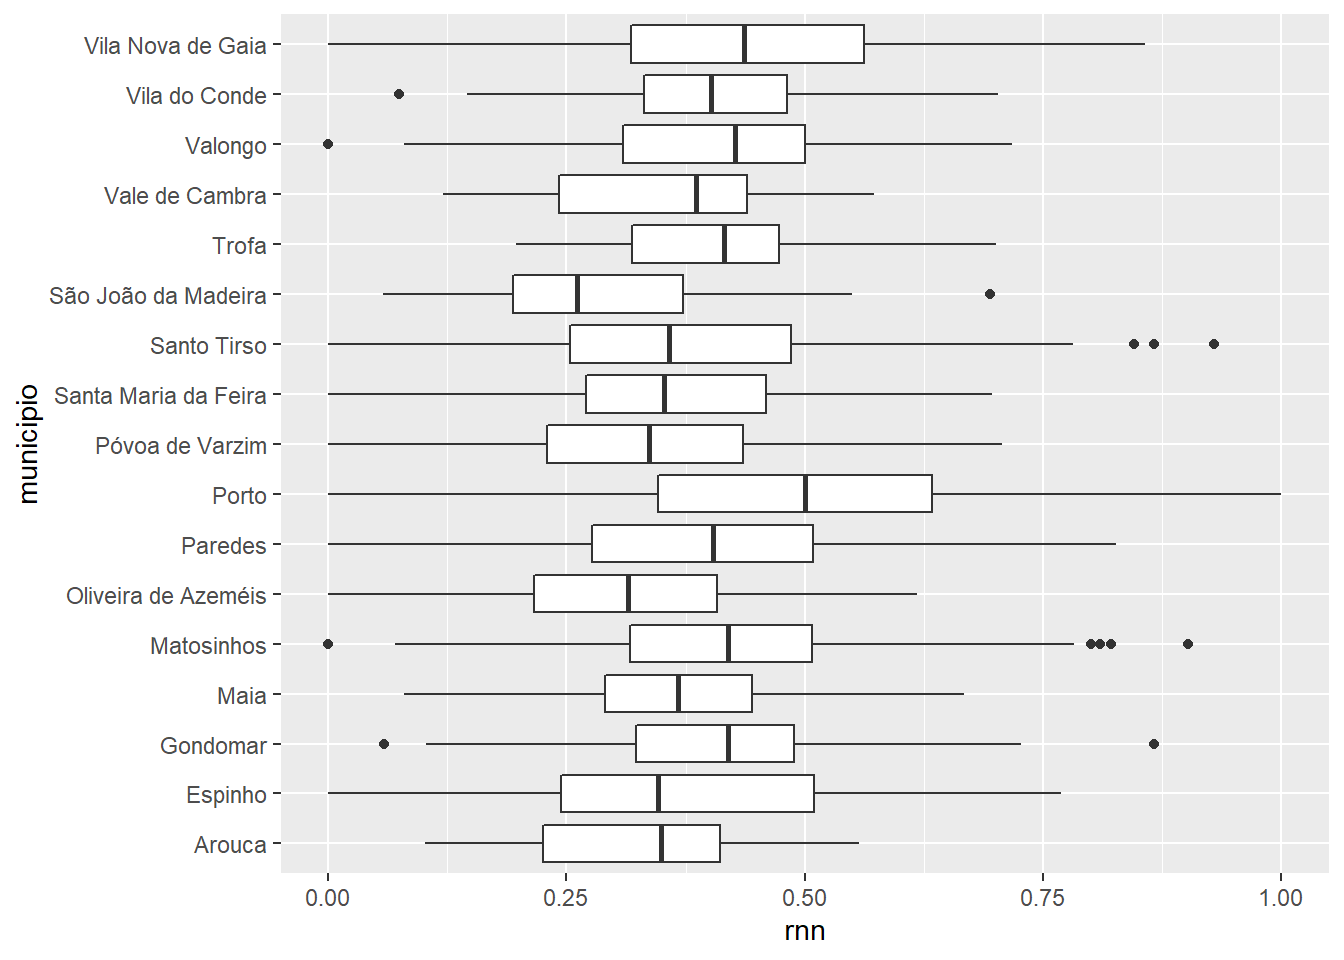 Vila Nova de Gaia
Vila do Conde
Valongo
Vale de Cambra
Trofa
São João da Madeira
Santo Tirso
Santa Maria da Feira
Póvoa de Varzim
Porto
Paredes
Oliveira de Azeméis
Matosinhos
Maia
Gondomar
Espinho
Arouca
municipio
0.00 0.25 0.50 0.75 1.00
rnn